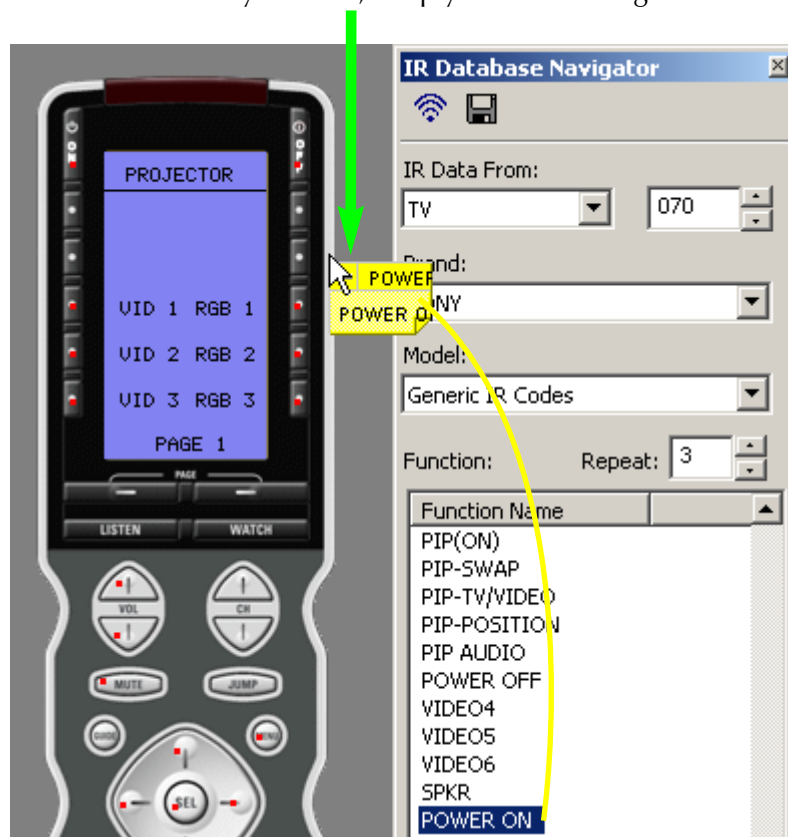 IR Database Navigator
ON
OFF
PROJECTOR
VID 1 RGB 1
VID 2 RGB 2
VID 3 RGB 3
PAGE 1
PAGE
LISTEN WATCH
VOL CH
MUTE JUMP
GUIDE MENU
SEL
IR Data From:
TV 070
POWER
POWER
Model:
Generic IR Codes
Function: Repeat: 3
Function Name
PIP(ON)
PIP-SWAP
PIP-TV/VIDEO
PIP-POSITION
PIP AUDIO
POWER OFF
VIDEO4
VIDEO5
VIDEO6
SPKR
POWER ON